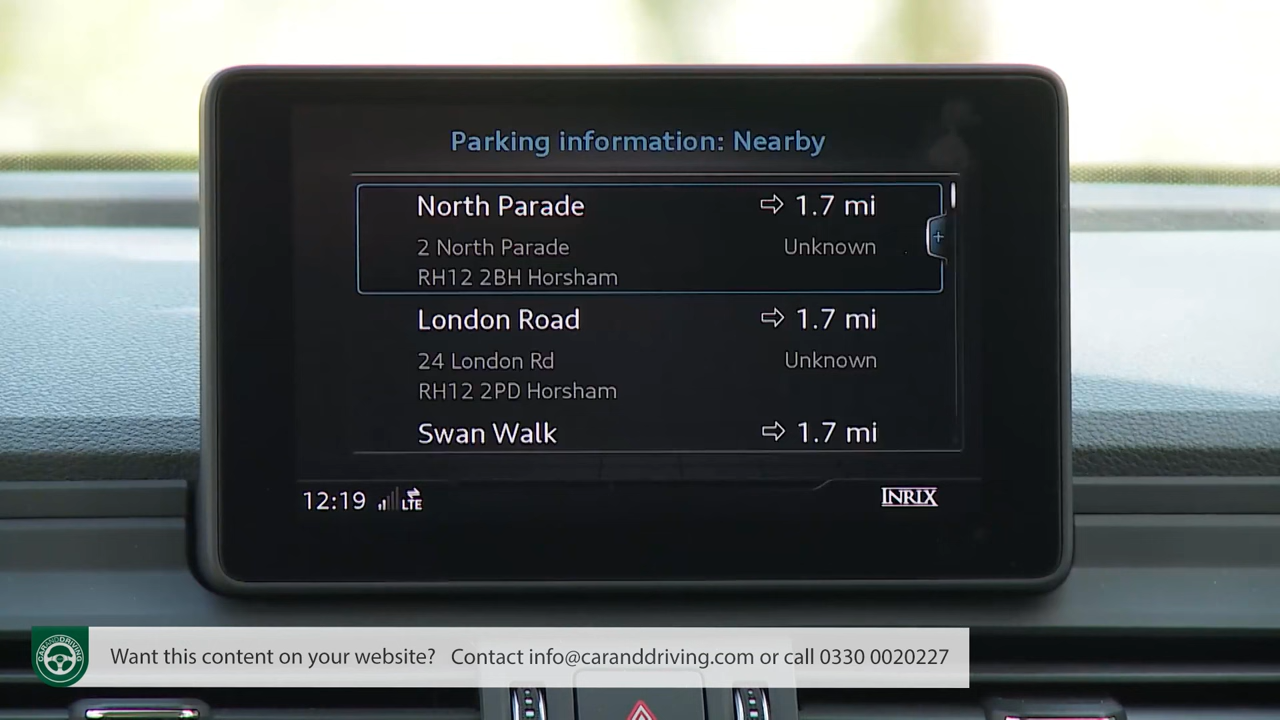 Parking information: Nearby
North Parade ⇨ 1.7 mi
2 North Parade Unknown
RH12 2BH Horsham
London Road ⇨ 1.7 mi
24 London Rd Unknown
RH12 2PD Horsham
Swan Walk ⇨ 1.7 mi
12:19 LTE INRIX
CARANDDRIVING
Want this content on your website? Contact info@caranddriving.com or call 0330 0020227